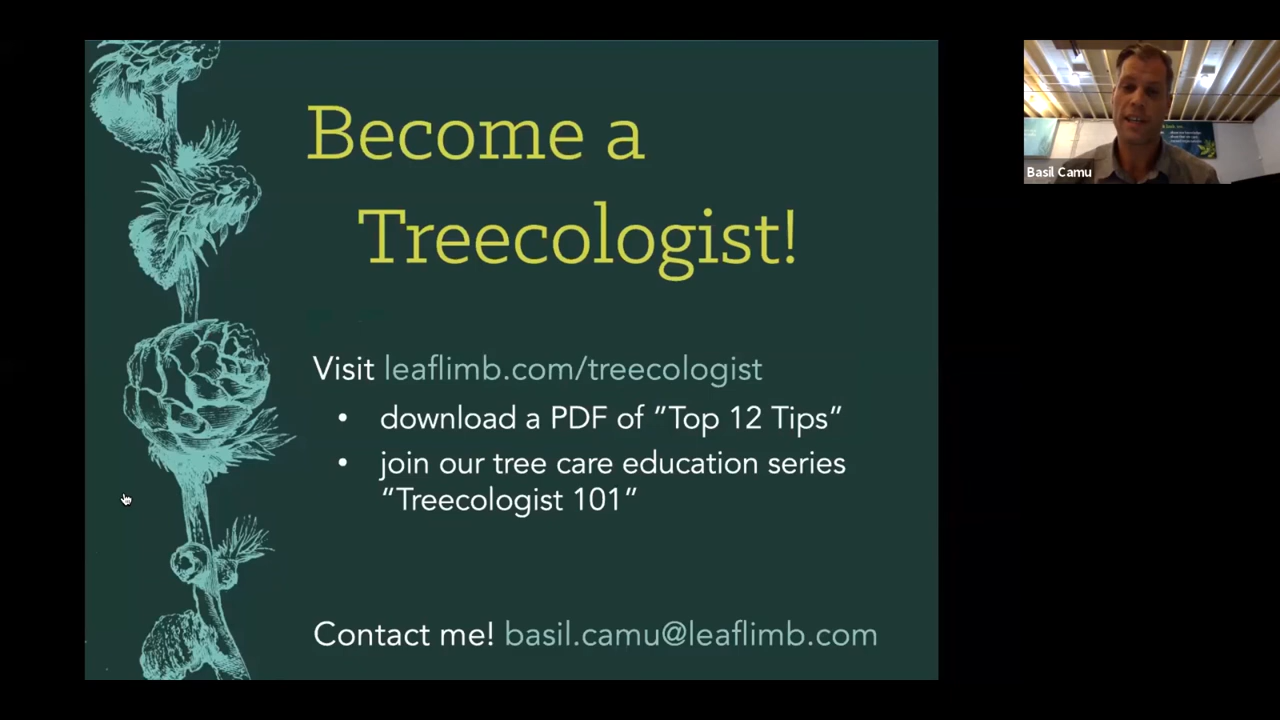 Become a
Treecologist!
Visit leaflimb.com/treecologist
• download a PDF of “Top 12 Tips”
• join our tree care education series
“Treecologist 101”
Contact me! basil.camu@leaflimb.com
Basil Camu